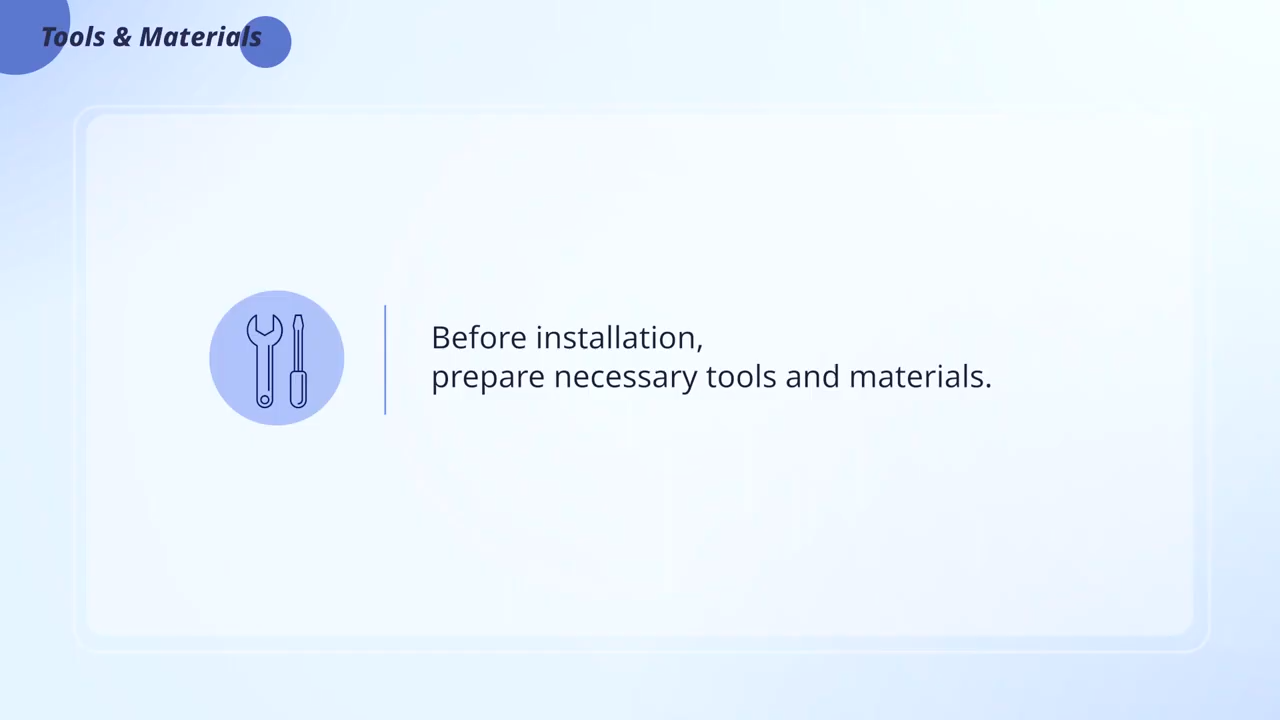 Tools & Materials
Before installation,
prepare necessary tools and materials.